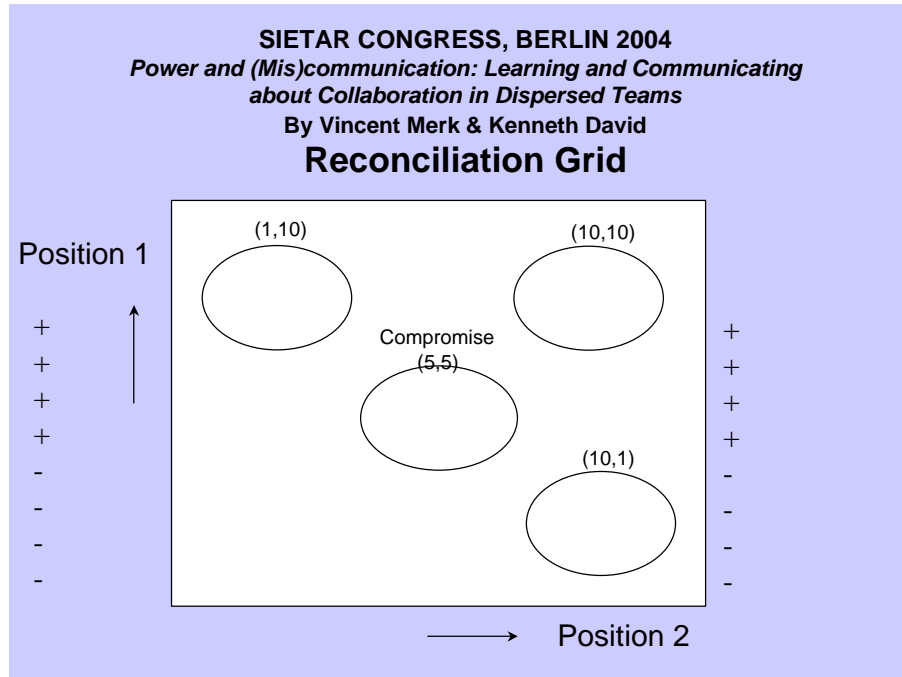 SIETAR CONGRESS, BERLIN 2004
Power and (Mis)communication: Learning and Communicating
about Collaboration in Dispersed Teams
By Vincent Merk & Kenneth David
Reconciliation Grid
Position 1
(1,10)
(10,10)
Compromise
(5,5)
(10,1)
+
+
+
+
-
-
-
-
+
+
+
+
-
-
-
-
Position 2